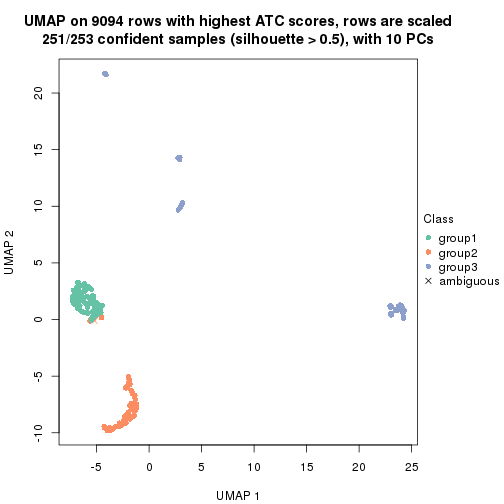 UMAP on 9094 rows with highest ATC scores, rows are scaled
251/253 confident samples (silhouette > 0.5), with 10 PCs
20
15
10
5
0
-5
-10
UMAP 2
-5
0
5
10
15
20
25
UMAP 1
Class
group1
group2
group3
ambiguous